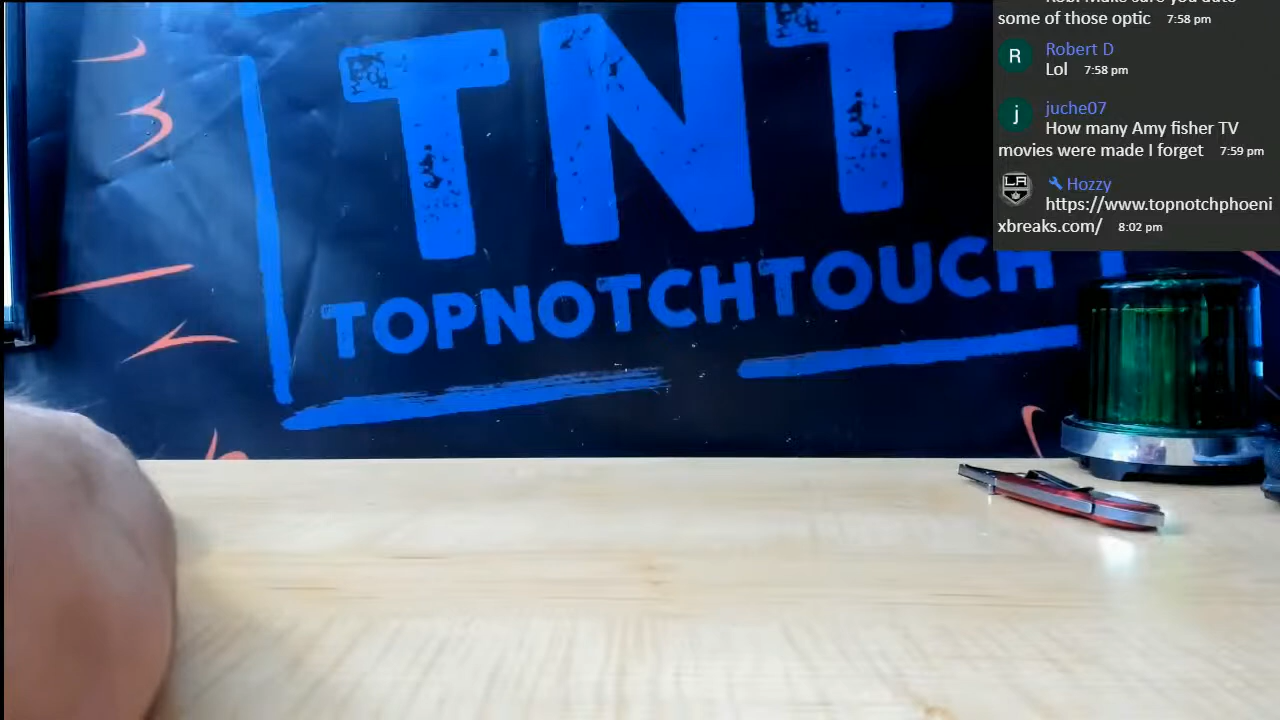 TNT
TOPNOTCHTOUCH
some of those optic 7:58 pm
R Robert D
Lol 7:58 pm
j juche07
How many Amy fisher TV
movies were made I forget 7:59 pm
LA Hozzy
https://www.topnotchphoeni
xbreaks.com/ 8:02 pm